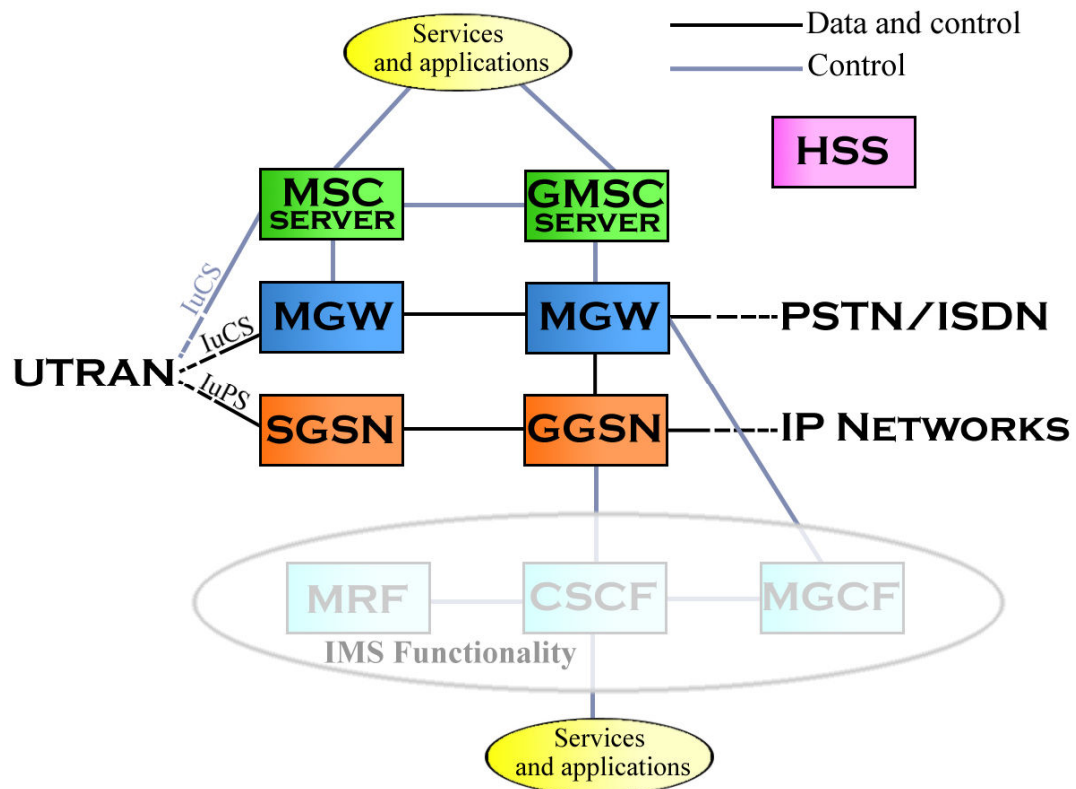 Services
and applications
Data and control
Control
HSS
MSC
SERVER
GMSC
SERVER
IuCS
MGW
MGW
PSTN/ISDN
IuCS
UTRAN
IuPS
SGSN
GGSN
IP NETWORKS
MRF
CSCF
MGCF
IMS Functionality
Services
and applications